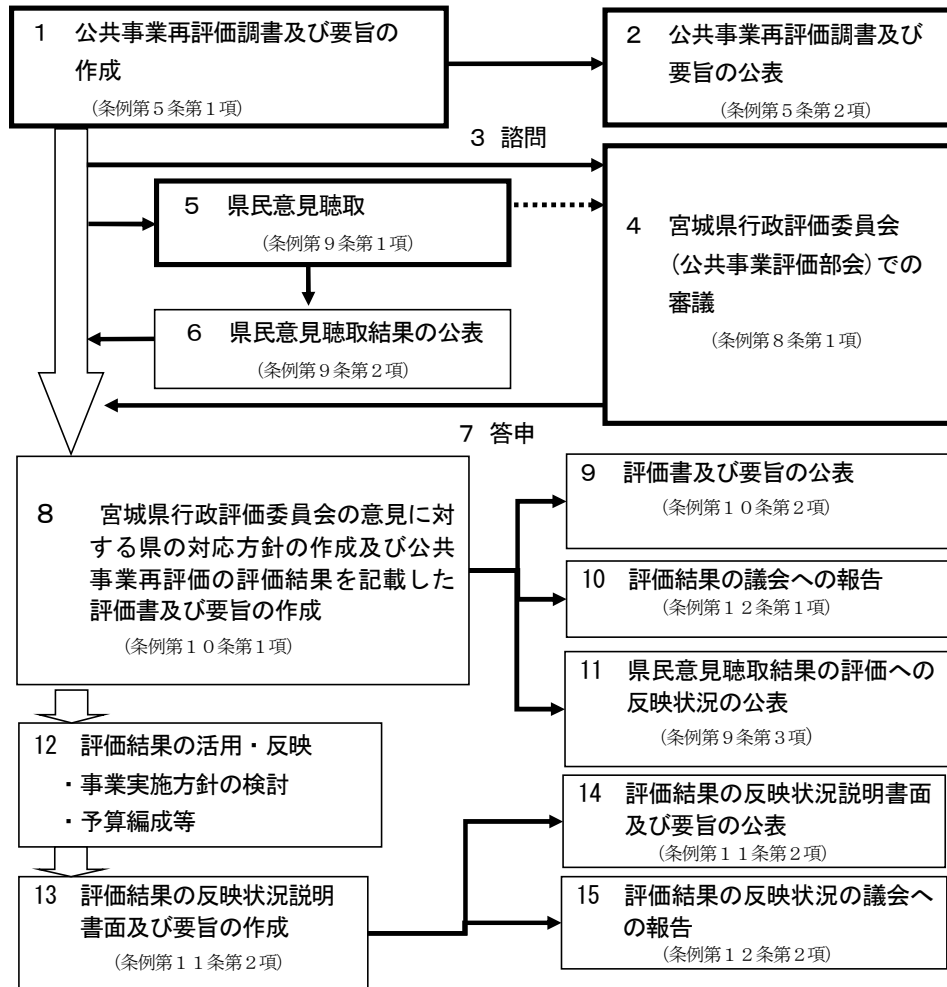 1 公共事業再評価調書及び要旨の
作成
(条例第５条第１項)
2 公共事業再評価調書及び
要旨の公表
(条例第５条第２項)
3 諮問
5 県民意見聴取
(条例第９条第１項)
4 宮城県行政評価委員会
(公共事業評価部会)での
審議
(条例第８条第１項)
6 県民意見聴取結果の公表
(条例第９条第２項)
7 答申
8 宮城県行政評価委員会の意見に対
する県の対応方針の作成及び公共
事業再評価の評価結果を記載した
評価書及び要旨の作成
(条例第１０条第１項)
9 評価書及び要旨の公表
(条例第１０条第２項)
10 評価結果の議会への報告
(条例第１２条第１項)
11 県民意見聴取結果の評価への
反映状況の公表
(条例第９条第３項)
12 評価結果の活用・反映
・事業実施方針の検討
・予算編成等
13 評価結果の反映状況説明
書面及び要旨の作成
(条例第１１条第２項)
14 評価結果の反映状況説明書面
及び要旨の公表
(条例第１１条第２項)
15 評価結果の反映状況の議会へ
の報告
(条例第１２条第２項)